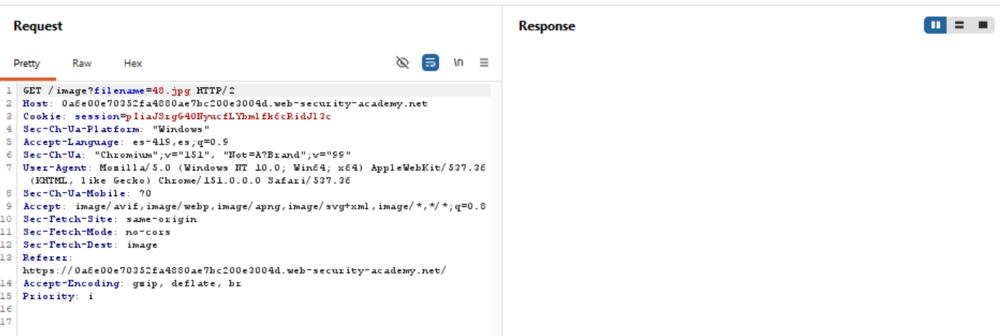 Request
Response
Pretty Raw Hex
\n
1 GET /image?filename=48.jpg HTTP/2
2 Host: 0a6e00e70352fa4880ae7bc200e3004d.web-security-academy.net
3 Cookie: session=pIiaJSrgG40NyucfLYbmlfk6cRidJl3c
4 Sec-Ch-Ua-Platform: "Windows"
5 Accept-Language: es-419,es;q=0.9
6 Sec-Ch-Ua: "Chromium";v="151", "Not=A?Brand";v="99"
7 User-Agent: Mozilla/5.0 (Windows NT 10.0; Win64; x64) AppleWebKit/537.36
(KHTML, like Gecko) Chrome/151.0.0.0 Safari/537.36
8 Sec-Ch-Ua-Mobile: ?0
9 Accept: image/avif,image/webp,image/apng,image/svg+xml,image/*,*/*;q=0.8
10 Sec-Fetch-Site: same-origin
11 Sec-Fetch-Mode: no-cors
12 Sec-Fetch-Dest: image
13 Referer:
https://0a6e00e70352fa4880ae7bc200e3004d.web-security-academy.net/
14 Accept-Encoding: gzip, deflate, br
15 Priority: i
16
17